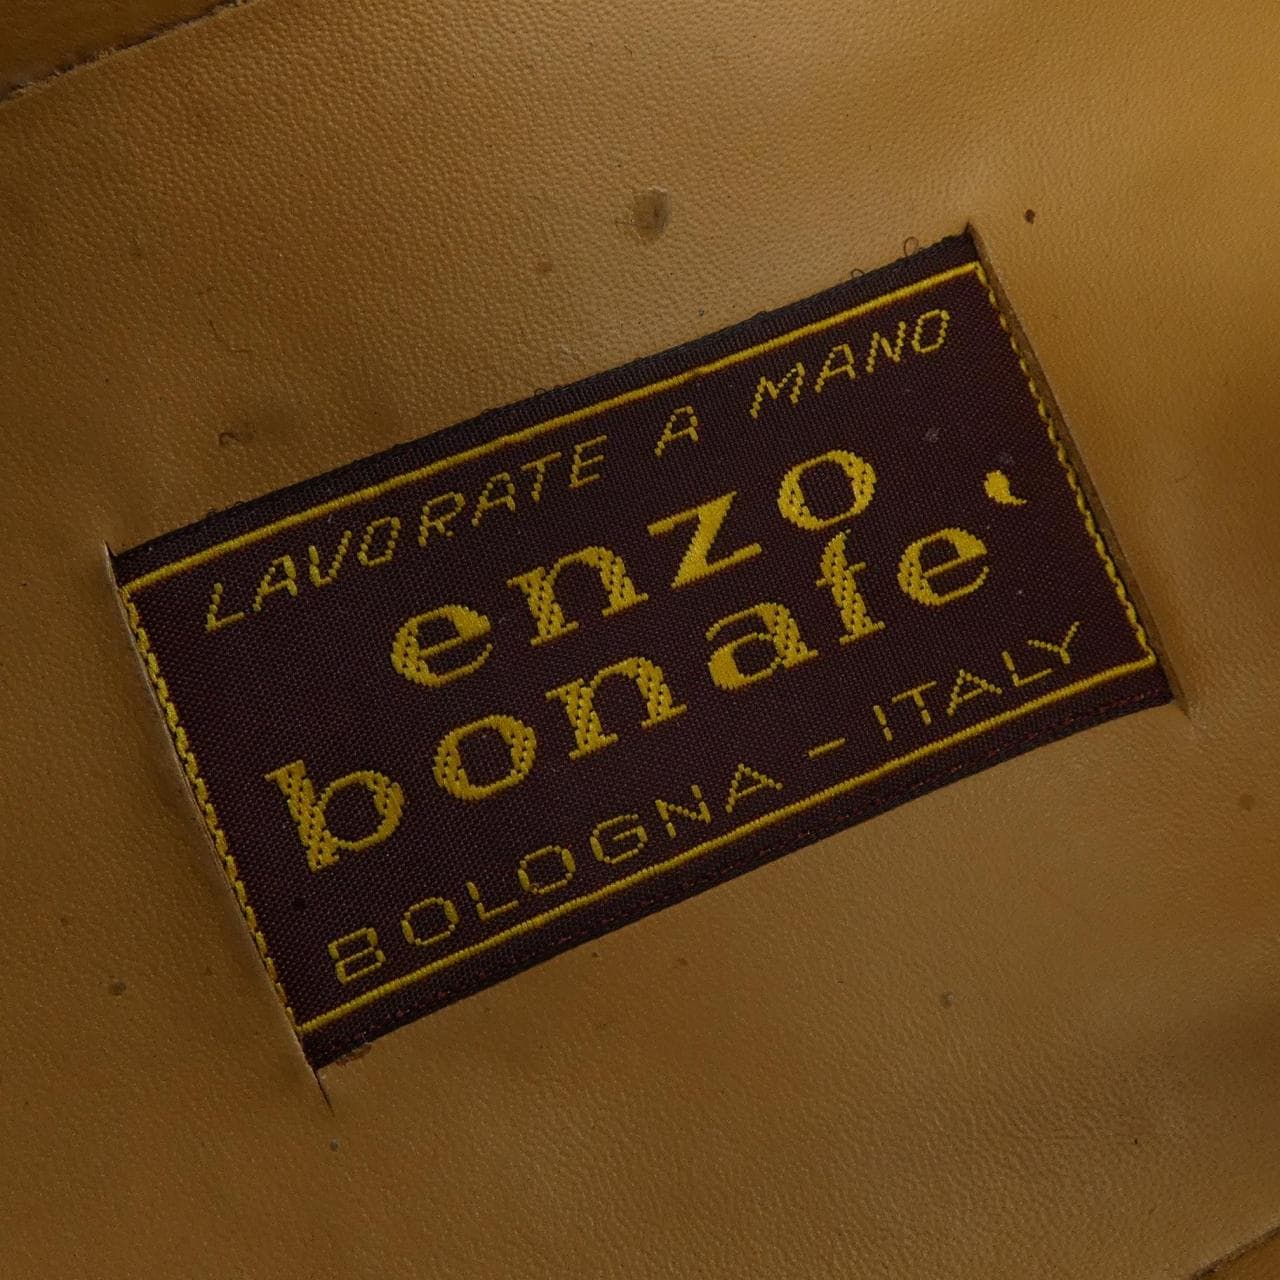 LAVORATE A MANO
enzo
bonafe'
BOLOGNA - ITALY